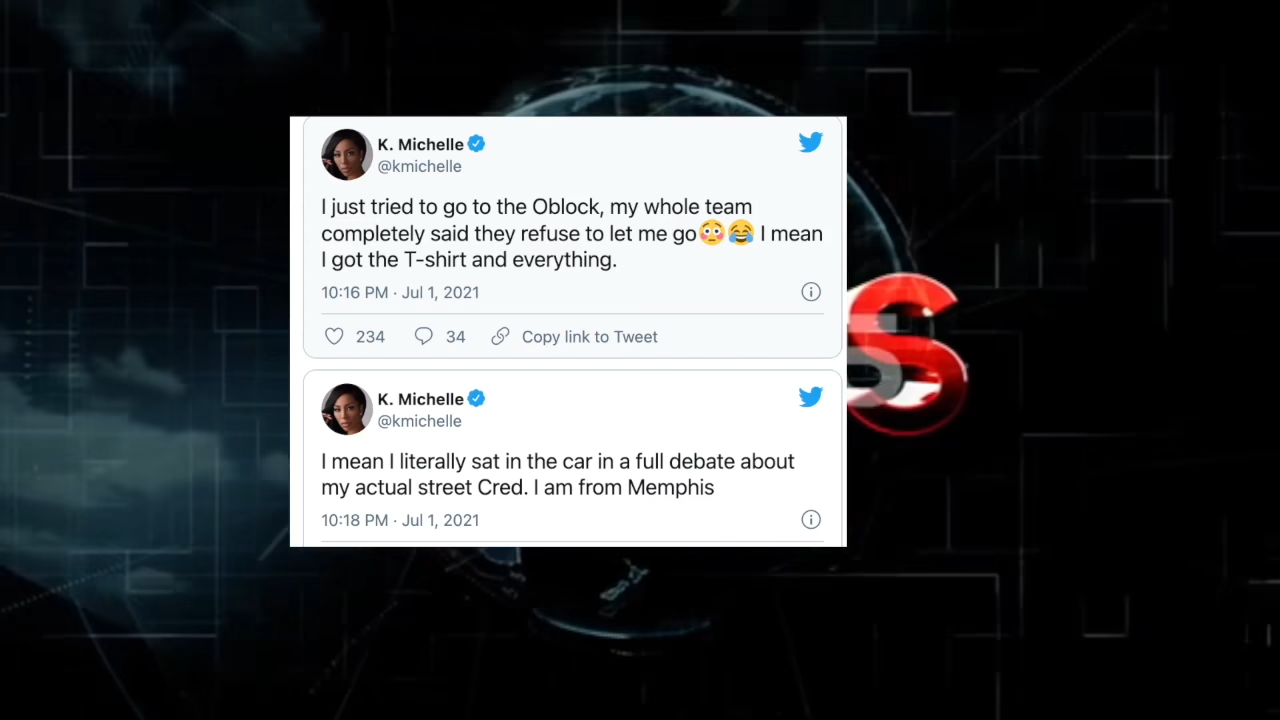 K. Michelle
@kmichelle
I just tried to go to the Oblock, my whole team
completely said they refuse to let me go😳😂 I mean
I got the T-shirt and everything.
10:16 PM · Jul 1, 2021
234 34 Copy link to Tweet
K. Michelle
@kmichelle
I mean I literally sat in the car in a full debate about
my actual street Cred. I am from Memphis
10:18 PM · Jul 1, 2021
S